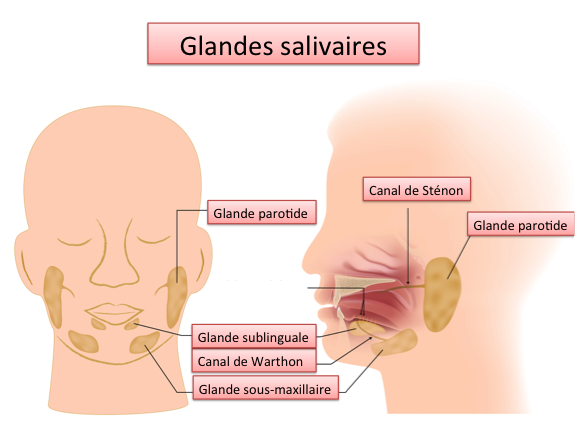 Glandes salivaires
Canal de Sténon
Glande parotide
Glande parotide
Glande sublinguale
Canal de Warthon
Glande sous-maxillaire